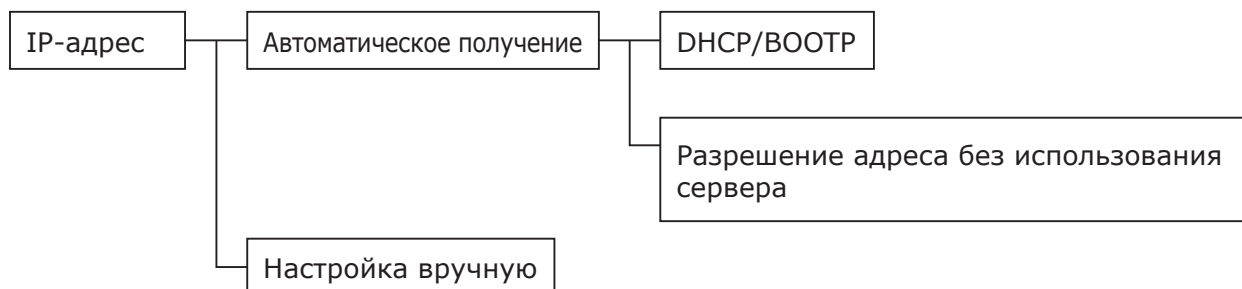 IP-адрес
Автоматическое получение
DHCP/BOOTP
Разрешение адреса без использования
сервера
Настройка вручную